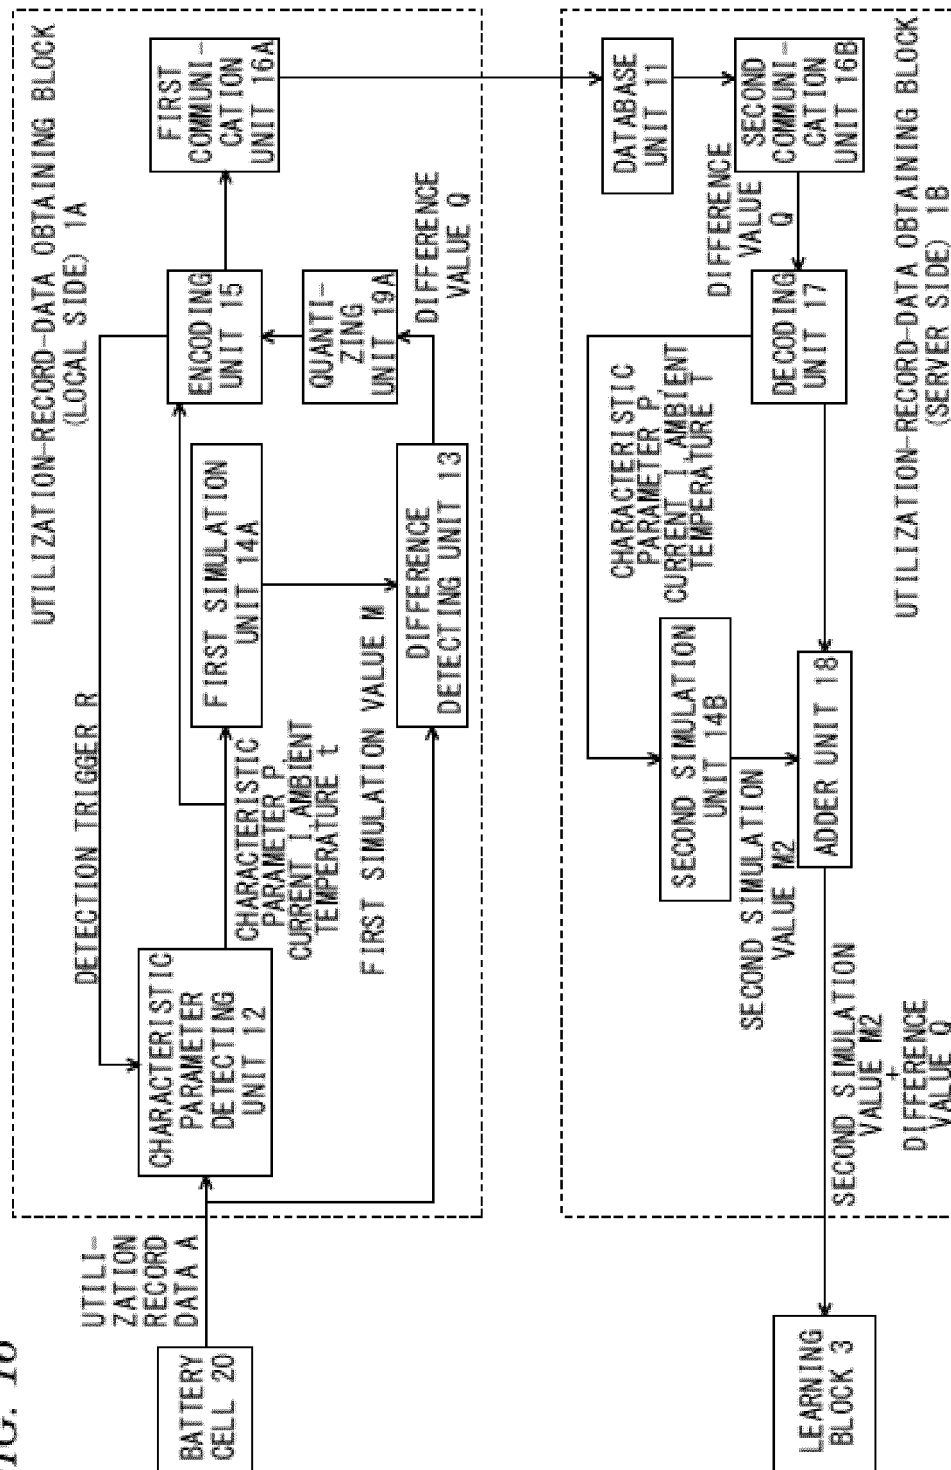 FIG. 16
BATTERY
CELL 20
UTILI-
ZATION
RECORD
DATA A
CHARACTERISTIC
PARAMETER
DETECTING
UNIT 12
DETECTION TRIGGER R
CHARACTERISTIC
PARAMETER P,
CURRENT I,AMBIENT
TEMPERATURE t
FIRST SIMULATION VALUE M
FIRST SIMULATION
UNIT 14A
DIFFERENCE
DETECTING UNIT 13
ENCODING
UNIT 15
QUANTI-
ZING
UNIT 19A
DIFFERENCE
VALUE Q
FIRST
COMMUNI-
CATION
UNIT 16A
UTILIZATION-RECORD-DATA OBTAINING BLOCK
(LOCAL SIDE) 1A
DATABASE
UNIT 11
SECOND
COMMUNI-
CATION
UNIT 16B
DIFFERENCE
VALUE
Q
DECODING
UNIT 17
CHARACTERISTIC
PARAMETER P,
CURRENT I,AMBIENT
TEMPERATURE T
SECOND SIMULATION
UNIT 14B
SECOND SIMULATION
VALUE M2
ADDER UNIT 18
SECOND SIMULATION
VALUE M2
+
DIFFERENCE
VALUE Q
LEARNING
BLOCK 3
UTILIZATION-RECORD-DATA OBTAINING BLOCK
(SERVER SIDE) 1B